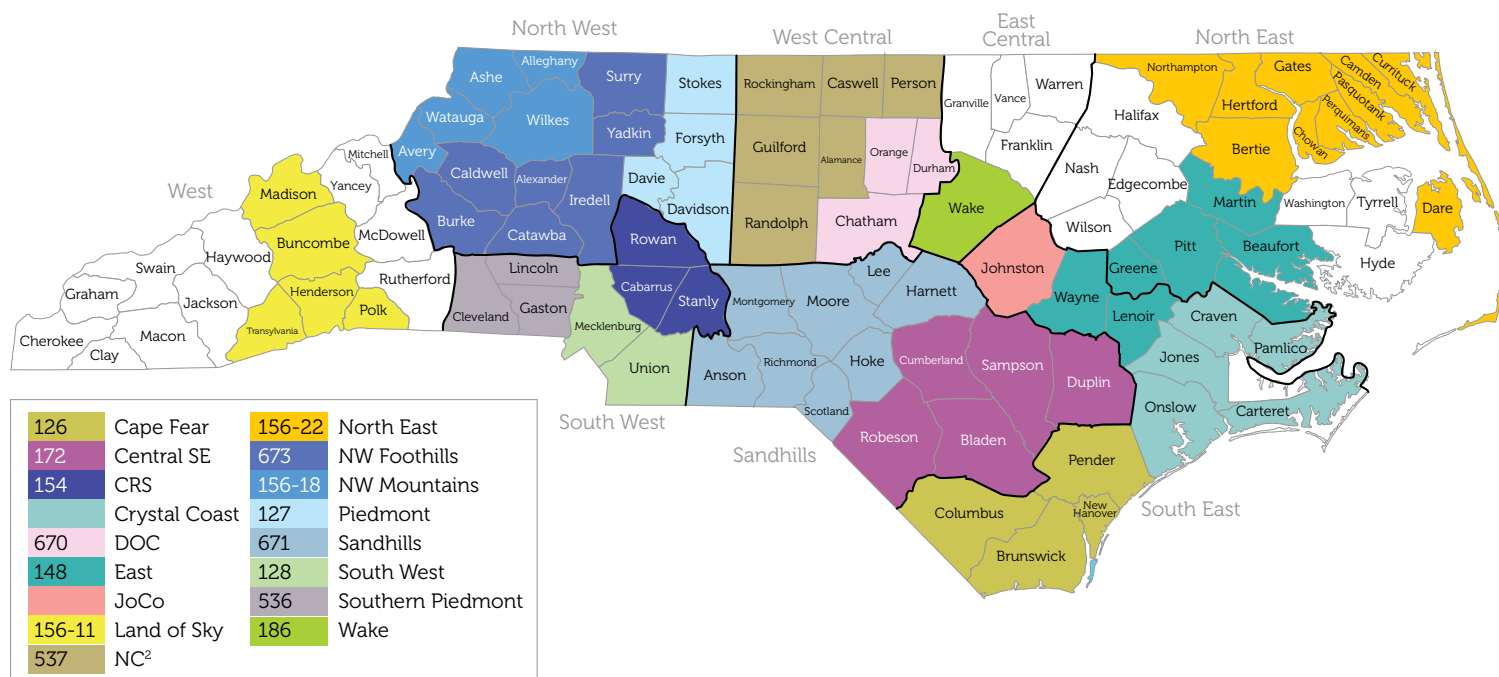 North West
West Central
East
Central
North East
West
South West
Sandhills
South East
Ashe
Alleghany
Surry
Stokes
Rockingham
Caswell
Person
Granville
Vance
Warren
Northampton
Gates
Camden
Currituck
Pasquotank
Perquimans
Chowan
Hertford
Halifax
Watauga
Wilkes
Yadkin
Forsyth
Guilford
Alamance
Orange
Durham
Franklin
Nash
Edgecombe
Bertie
Mitchell
Avery
Caldwell
Alexander
Iredell
Davie
Davidson
Randolph
Chatham
Wake
Wilson
Martin
Washington
Tyrrell
Dare
Madison
Yancey
Burke
Catawba
Rowan
Johnston
Greene
Pitt
Beaufort
Hyde
Buncombe
McDowell
Haywood
Swain
Rutherford
Lincoln
Cabarrus
Stanly
Montgomery
Moore
Lee
Harnett
Wayne
Lenoir
Craven
Pamlico
Graham
Jackson
Henderson
Polk
Transylvania
Cleveland
Gaston
Mecklenburg
Cherokee
Clay
Macon
Union
Anson
Richmond
Hoke
Scotland
Cumberland
Sampson
Duplin
Jones
Onslow
Carteret
Robeson
Bladen
Pender
Columbus
New
Hanover
Brunswick
126 Cape Fear
172 Central SE
154 CRS
Crystal Coast
670 DOC
148 East
JoCo
156-11 Land of Sky
537 NC²
156-22 North East
673 NW Foothills
156-18 NW Mountains
127 Piedmont
671 Sandhills
128 South West
536 Southern Piedmont
186 Wake